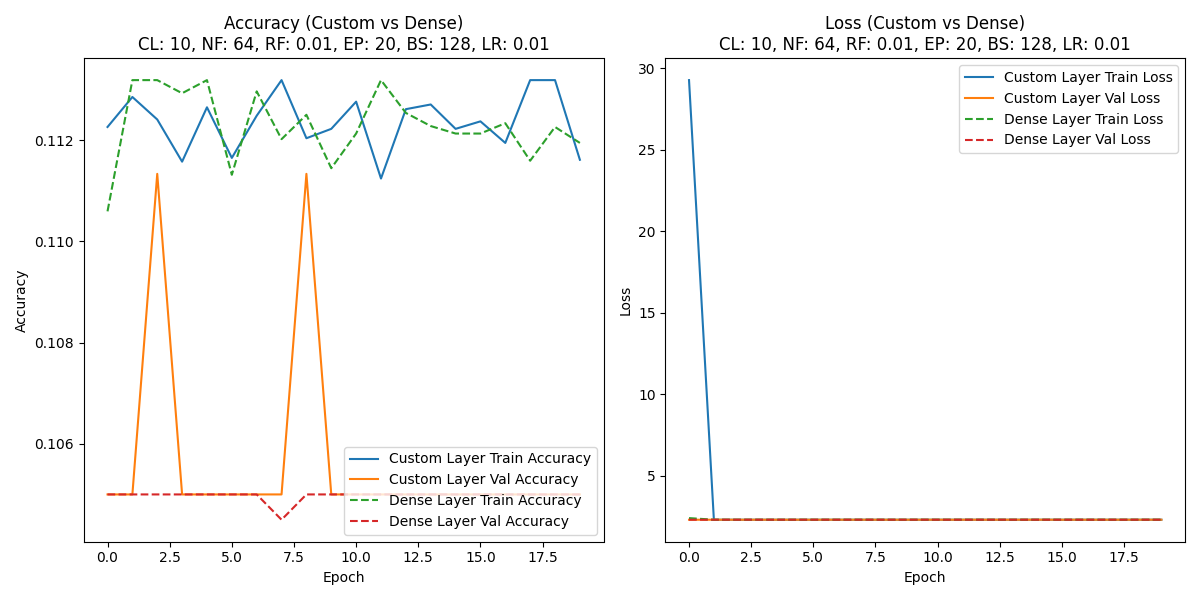 Accuracy (Custom vs Dense)
CL: 10, NF: 64, RF: 0.01, EP: 20, BS: 128, LR: 0.01
0.112
0.110
0.108
0.106
Accuracy
Custom Layer Train Accuracy
Custom Layer Val Accuracy
Dense Layer Train Accuracy
Dense Layer Val Accuracy
0.0 2.5 5.0 7.5 10.0 12.5 15.0 17.5
Epoch
Loss (Custom vs Dense)
CL: 10, NF: 64, RF: 0.01, EP: 20, BS: 128, LR: 0.01
30
25
20
15
10
5
Loss
Custom Layer Train Loss
Custom Layer Val Loss
Dense Layer Train Loss
Dense Layer Val Loss
0.0 2.5 5.0 7.5 10.0 12.5 15.0 17.5
Epoch